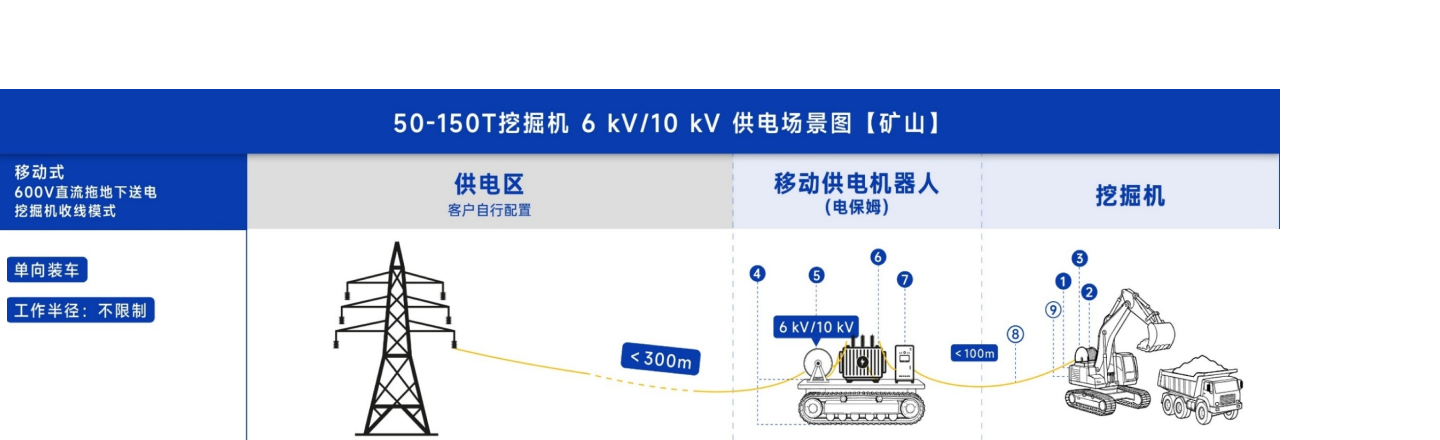 50-150T挖掘机 6 kV/10 kV 供电场景图【矿山】
移动式
600V直流拖地下送电
挖掘机收线模式
供电区
客户自行配置
移动供电机器人
(电保姆)
挖掘机
单向装车
工作半径：不限制
<300m
4
5
6
7
6 kV/10 kV
<100m
8
9
1
3
2